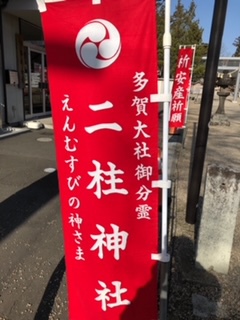 多賀大社御分霊
二柱神社
えんむすびの神さま
所安産祈願